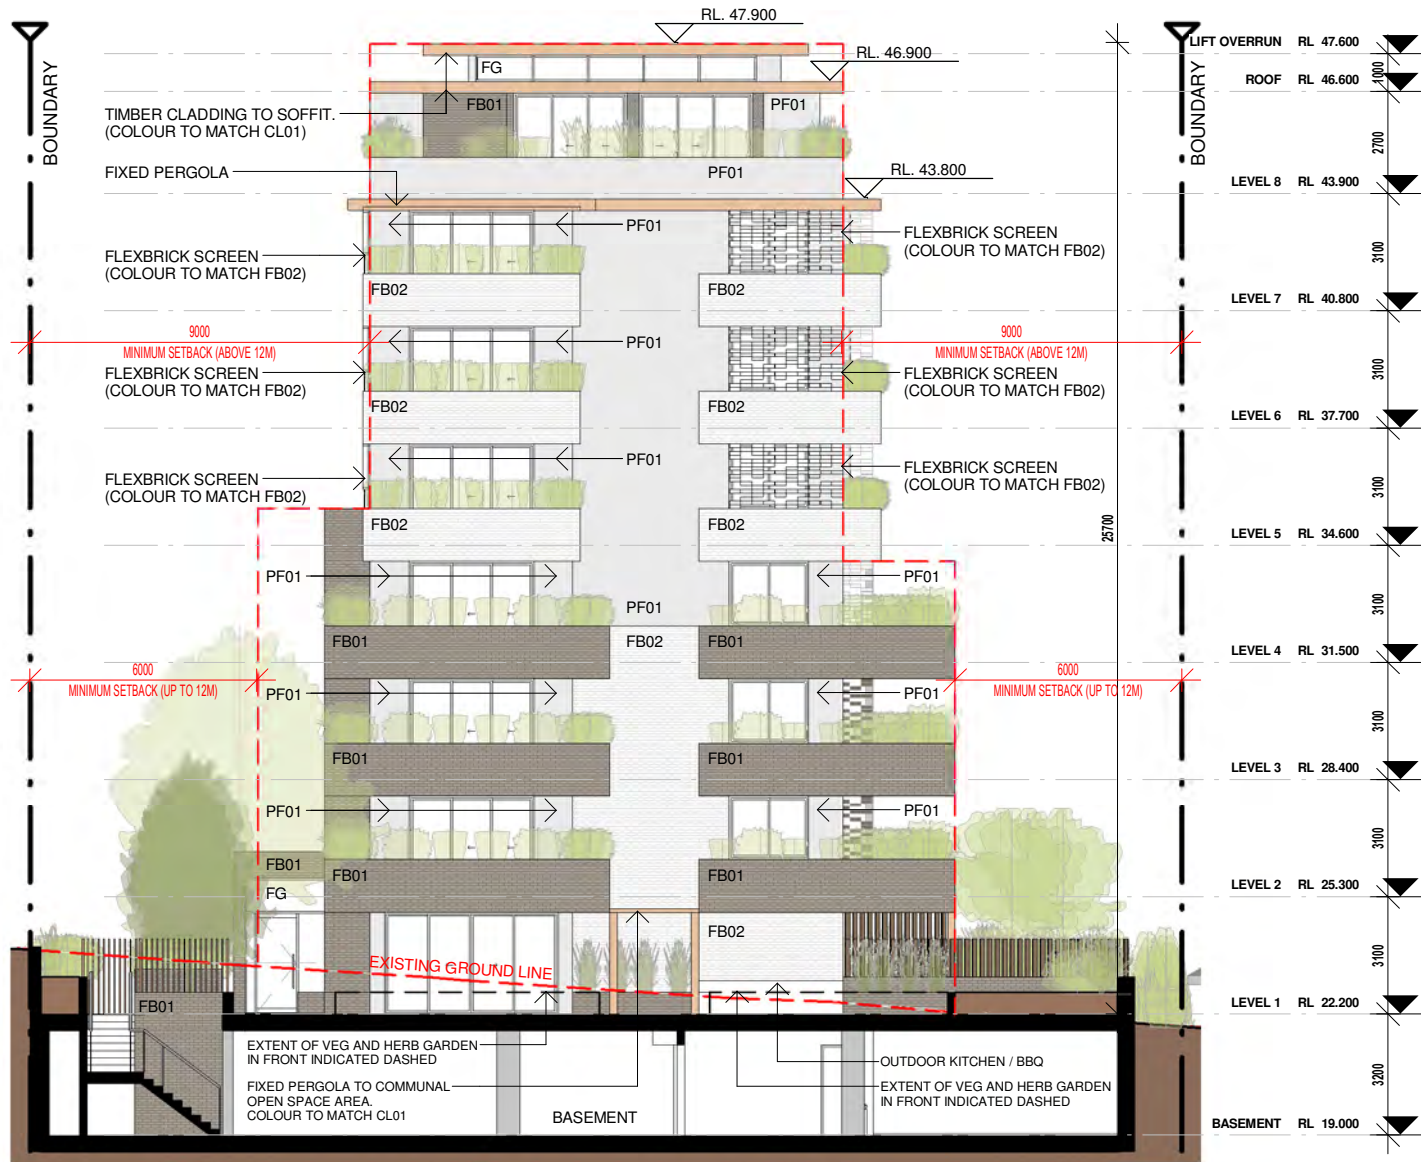 RL. 47.900
LIFT OVERRUN RL 47.600
1000
RL. 46.900
ROOF RL 46.600
FG
BOUNDARY
BOUNDARY
TIMBER CLADDING TO SOFFIT.
(COLOUR TO MATCH CL01)
FB01
PF01
2700
FIXED PERGOLA
PF01
RL. 43.800
LEVEL 8 RL 43.900
PF01
FLEXBRICK SCREEN
(COLOUR TO MATCH FB02)
FLEXBRICK SCREEN
(COLOUR TO MATCH FB02)
3100
FB02
FB02
LEVEL 7 RL 40.800
9000
MINIMUM SETBACK (ABOVE 12M)
PF01
9000
MINIMUM SETBACK (ABOVE 12M)
FLEXBRICK SCREEN
(COLOUR TO MATCH FB02)
FLEXBRICK SCREEN
(COLOUR TO MATCH FB02)
3100
FB02
FB02
LEVEL 6 RL 37.700
PF01
FLEXBRICK SCREEN
(COLOUR TO MATCH FB02)
FLEXBRICK SCREEN
(COLOUR TO MATCH FB02)
3100
FB02
FB02
25700
LEVEL 5 RL 34.600
PF01
PF01
PF01
3100
FB01
FB02
FB01
LEVEL 4 RL 31.500
6000
MINIMUM SETBACK (UP TO 12M)
6000
MINIMUM SETBACK (UP TO 12M)
PF01
PF01
3100
FB01
FB01
LEVEL 3 RL 28.400
PF01
PF01
3100
FB01
FB01
FB01
FG
LEVEL 2 RL 25.300
FB02
3100
EXISTING GROUND LINE
FB01
LEVEL 1 RL 22.200
EXTENT OF VEG AND HERB GARDEN
IN FRONT INDICATED DASHED
OUTDOOR KITCHEN / BBQ
FIXED PERGOLA TO COMMUNAL
OPEN SPACE AREA.
COLOUR TO MATCH CL01
EXTENT OF VEG AND HERB GARDEN
IN FRONT INDICATED DASHED
3200
BASEMENT
BASEMENT RL 19.000